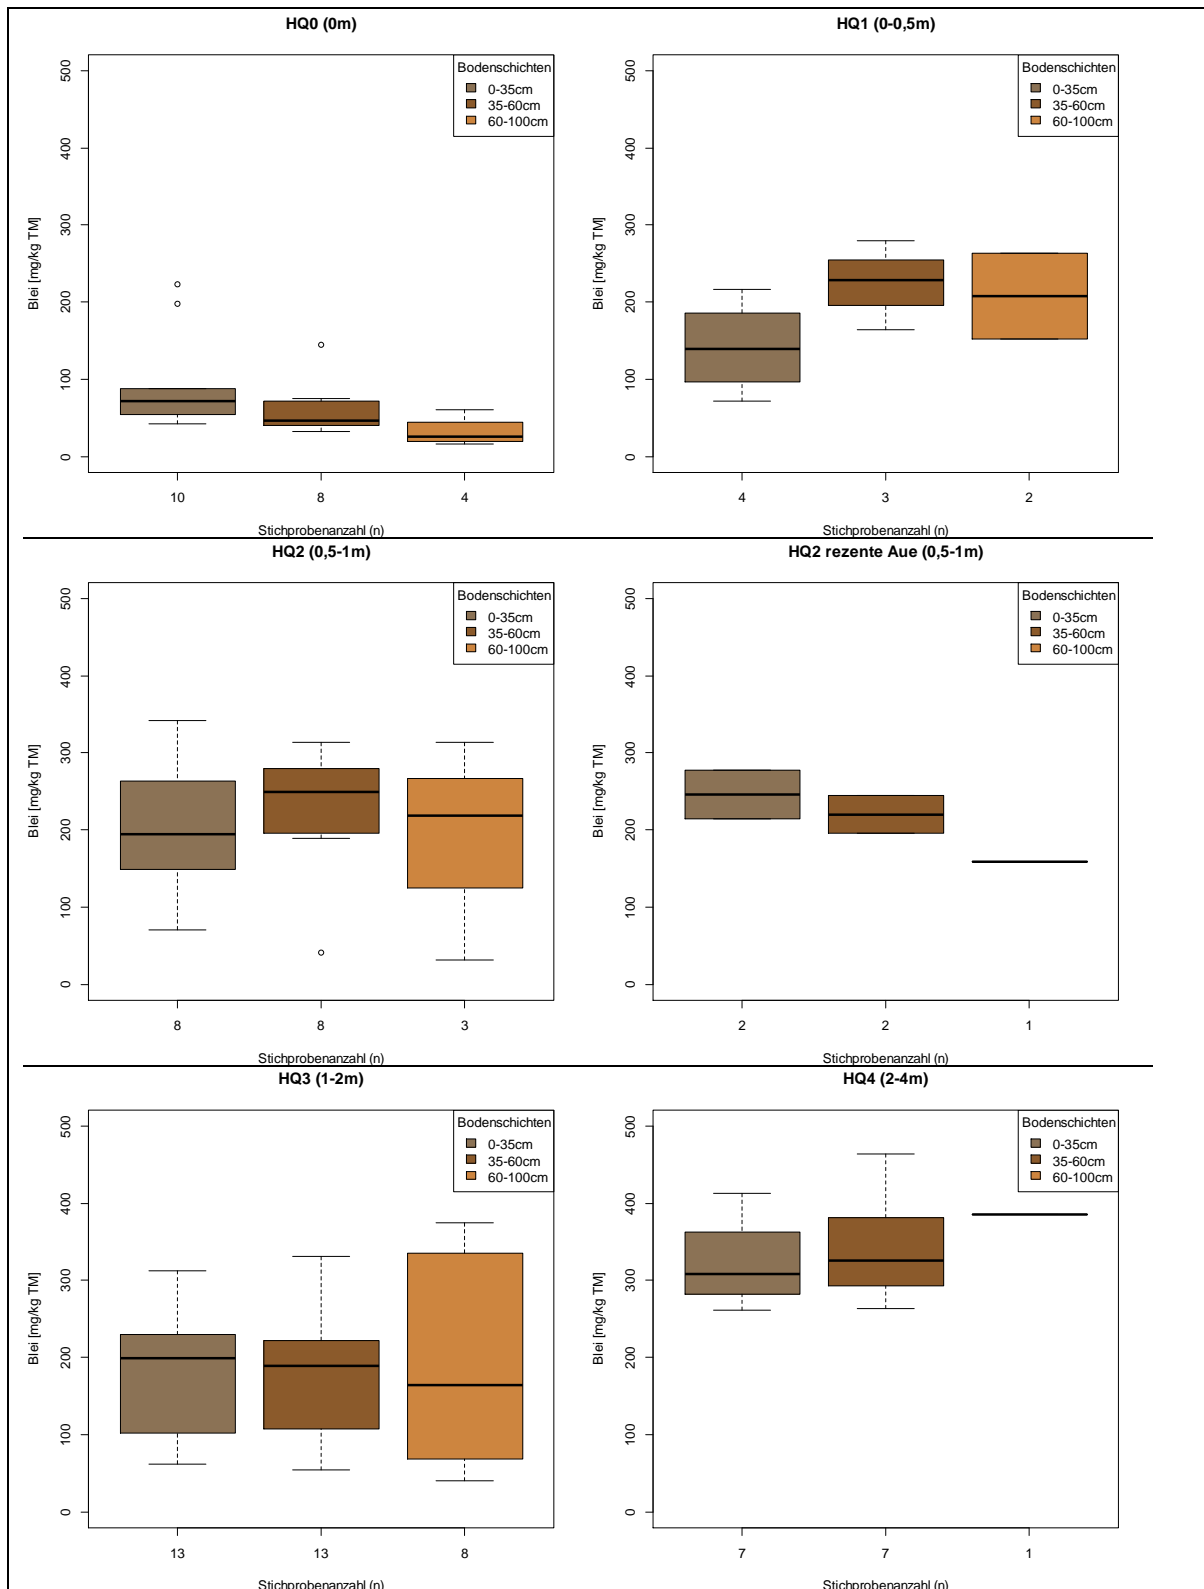 HQ0 (0m)
Bodenschichten
0-35cm
35-60cm
60-100cm
Blei [mg/kg TM]
500
400
300
200
100
0
10 8 4
Stichprobenanzahl (n)
HQ1 (0-0,5m)
Bodenschichten
0-35cm
35-60cm
60-100cm
Blei [mg/kg TM]
500
400
300
200
100
0
4 3 2
Stichprobenanzahl (n)
HQ2 (0,5-1m)
Bodenschichten
0-35cm
35-60cm
60-100cm
Blei [mg/kg TM]
500
400
300
200
100
0
8 8 3
Stichprobenanzahl (n)
HQ2 rezente Aue (0,5-1m)
Bodenschichten
0-35cm
35-60cm
60-100cm
Blei [mg/kg TM]
500
400
300
200
100
0
2 2 1
Stichprobenanzahl (n)
HQ3 (1-2m)
Bodenschichten
0-35cm
35-60cm
60-100cm
Blei [mg/kg TM]
500
400
300
200
100
0
13 13 8
Stichprobenanzahl (n)
HQ4 (2-4m)
Bodenschichten
0-35cm
35-60cm
60-100cm
Blei [mg/kg TM]
500
400
300
200
100
0
7 7 1
Stichprobenanzahl (n)